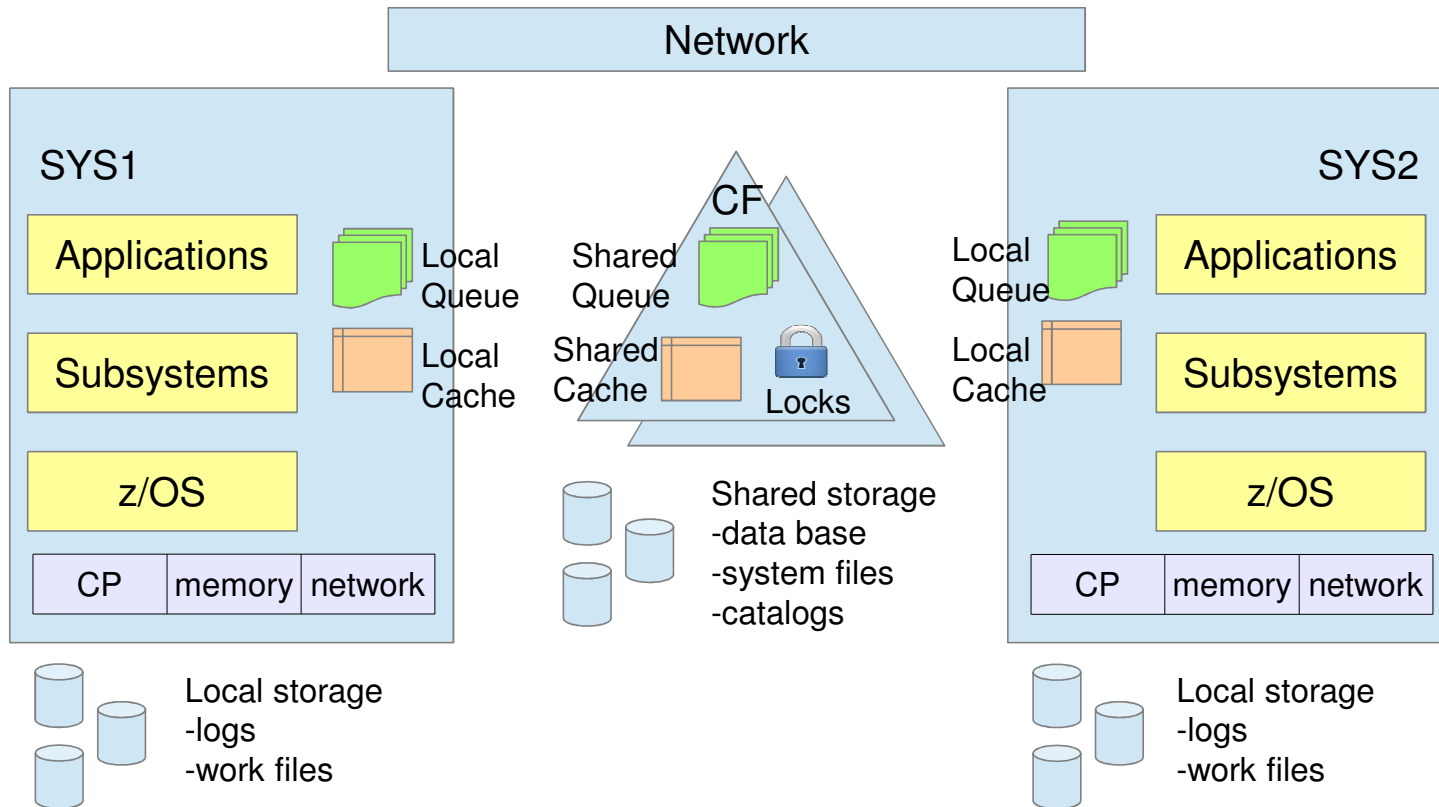 Network
SYS1
Applications
Subsystems
z/OS
CP
memory
network
Local
Queue
Local
Cache
CF
Shared
Queue
Shared
Cache
Locks
SYS2
Local
Queue
Local
Cache
Applications
Subsystems
z/OS
CP
memory
network
Shared storage
-data base
-system files
-catalogs
Local storage
-logs
-work files
Local storage
-logs
-work files